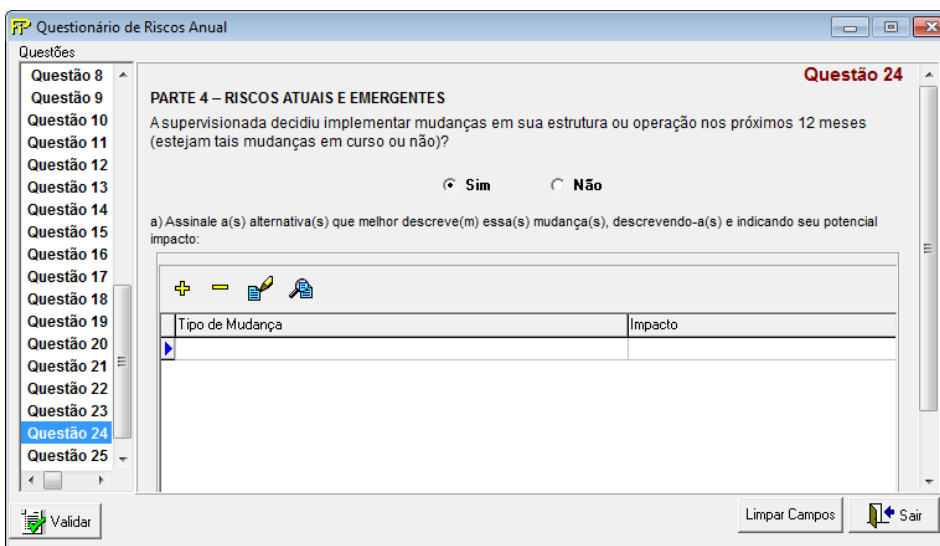 Questionário de Riscos Anual
Questões
Questão 8
Questão 9
Questão 10
Questão 11
Questão 12
Questão 13
Questão 14
Questão 15
Questão 16
Questão 17
Questão 18
Questão 19
Questão 20
Questão 21
Questão 22
Questão 23
Questão 24
Questão 25
Questão 24
PARTE 4 – RISCOS ATUAIS E EMERGENTES
A supervisionada decidiu implementar mudanças em sua estrutura ou operação nos próximos 12 meses
(estejam tais mudanças em curso ou não)?
Sim Não
a) Assinale a(s) alternativa(s) que melhor descreve(m) essa(s) mudança(s), descrevendo-a(s) e indicando seu potencial
impacto:
Tipo de Mudança Impacto
Validar Limpar Campos Sair